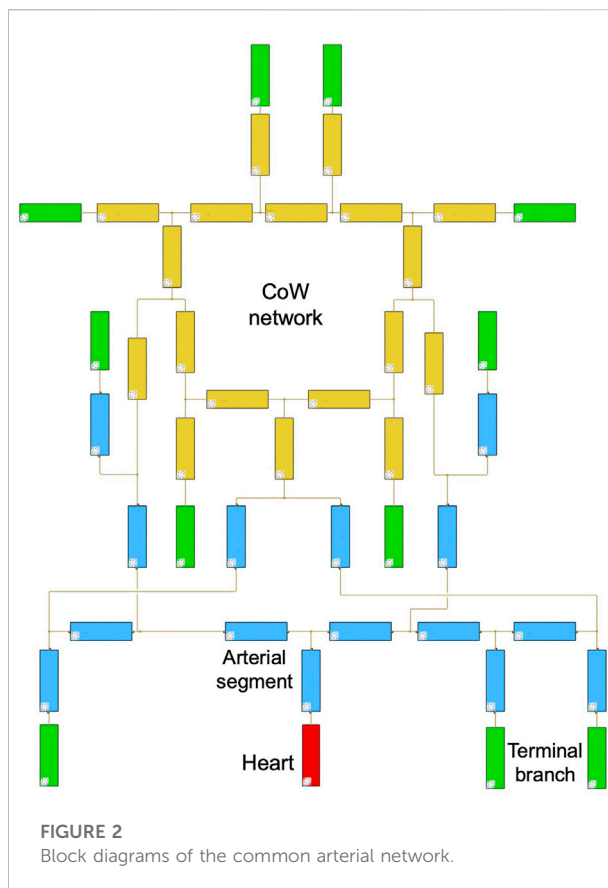 CoW
network
Arterial
segment
Heart
Terminal
branch
FIGURE 2
Block diagrams of the common arterial network.